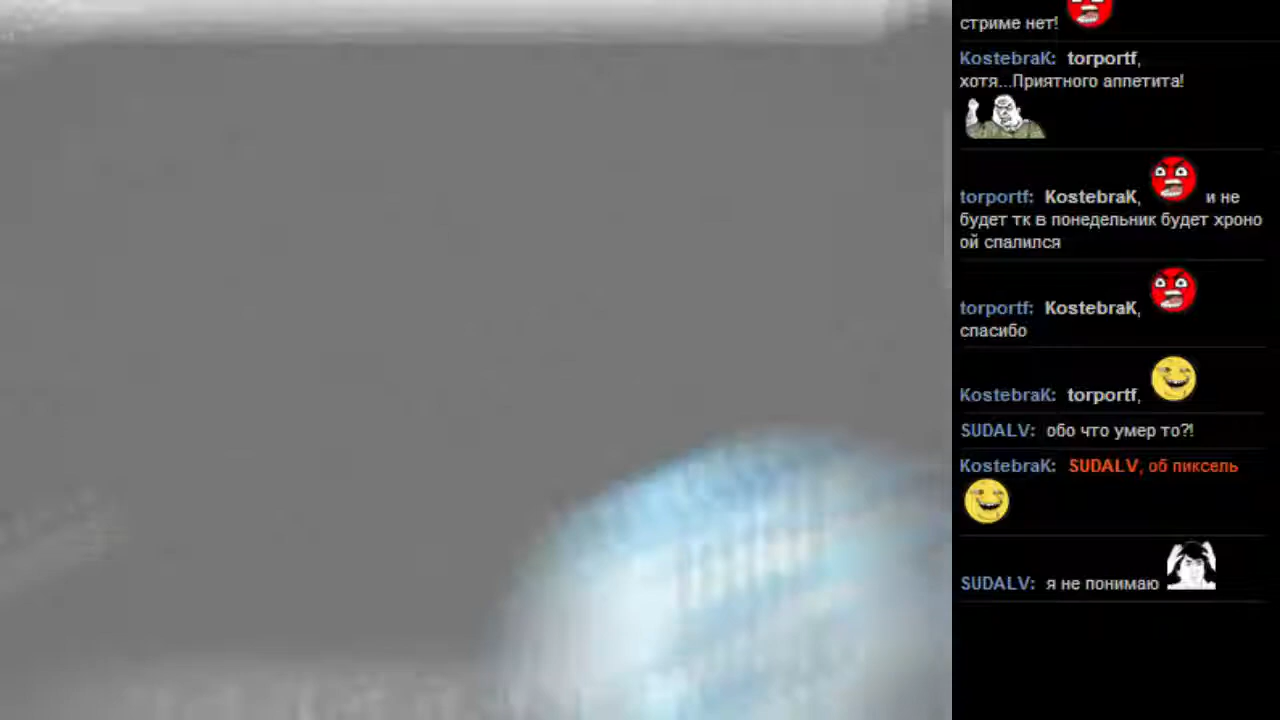 стриме нет!
KostebraK: torportf,
хотя...Приятного аппетита!
torportf: KostebraK, и не
будет тк в понедельник будет хроно
ой спалился
torportf: KostebraK,
спасибо
KostebraK: torportf,
SUDALV: обо что умер то?!
KostebraK: SUDALV, об пиксель
SUDALV: я не понимаю